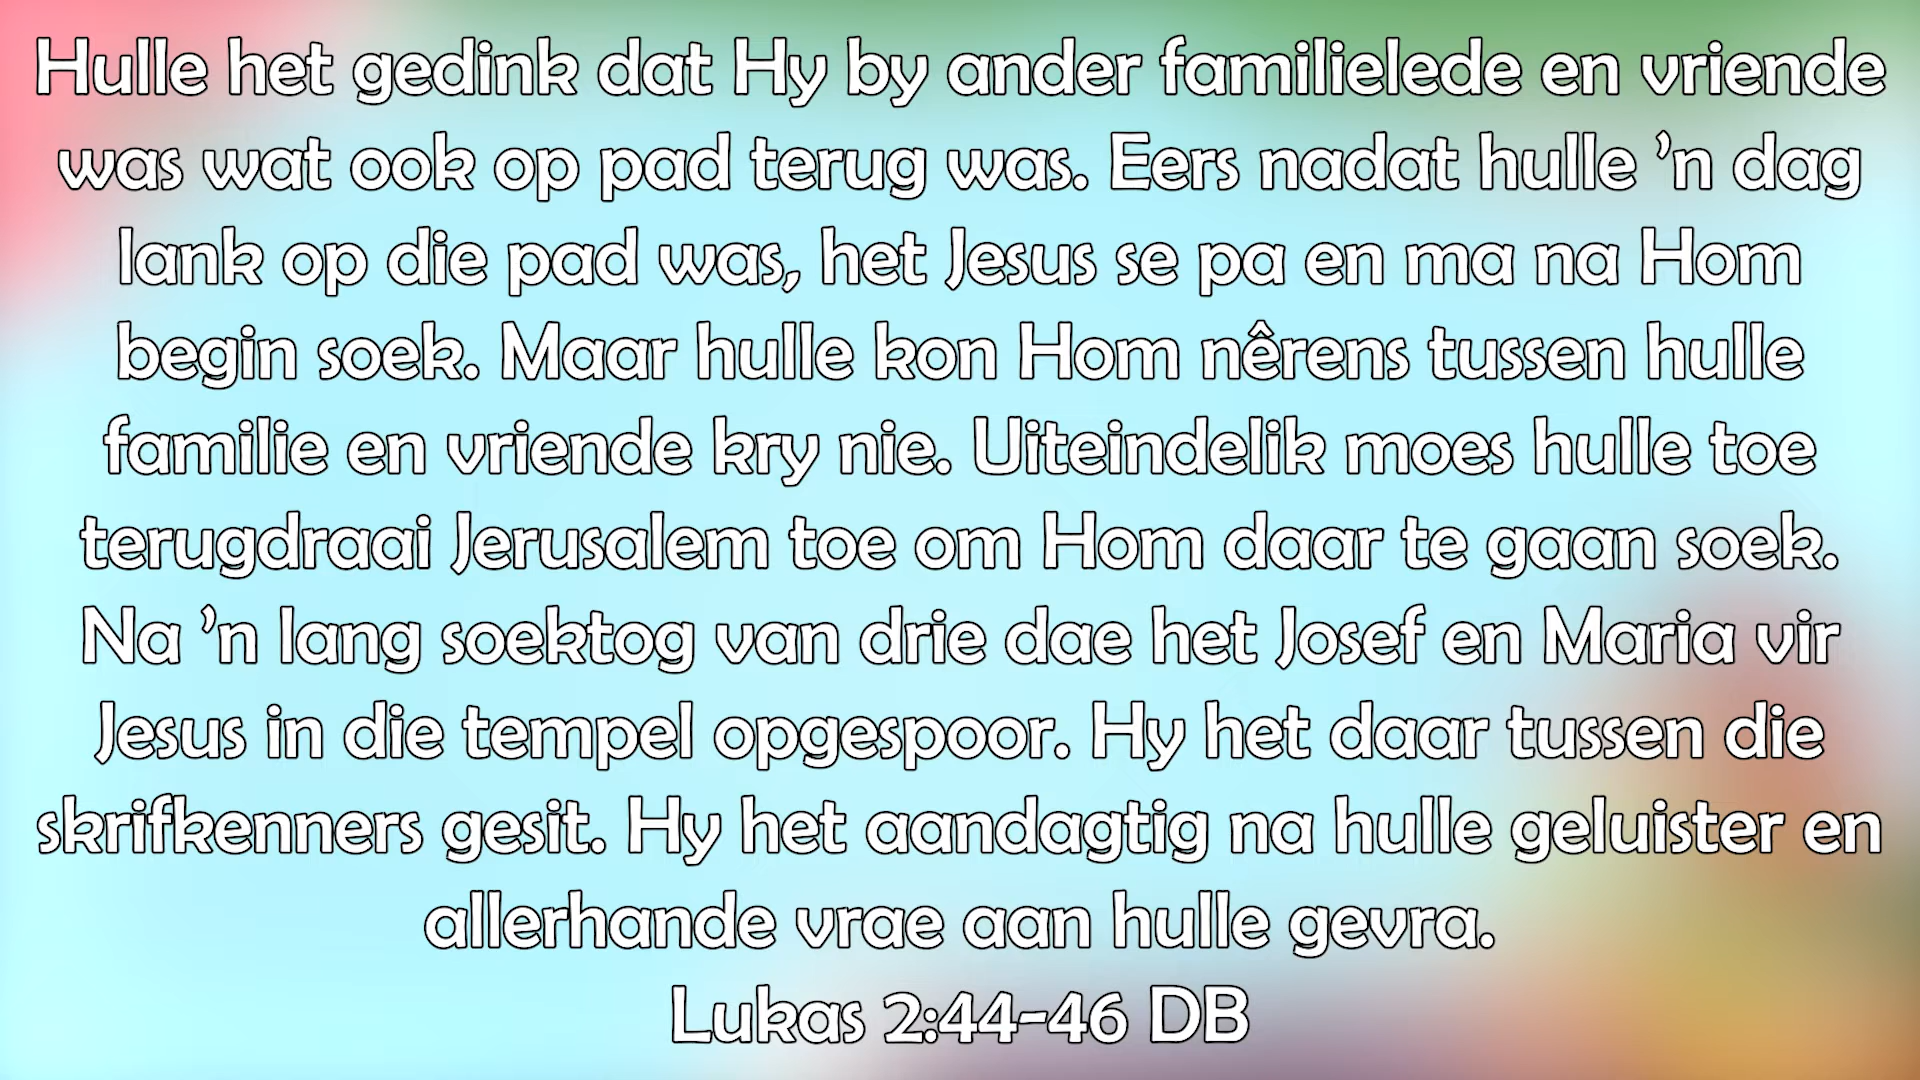 Hulle het gedink dat Hy by ander familielede en vriende
was wat ook op pad terug was. Eers nadat hulle ’n dag
lank op die pad was, het Jesus se pa en ma na Hom
begin soek. Maar hulle kon Hom nêrens tussen hulle
familie en vriende kry nie. Uiteindelik moes hulle toe
terugdraai Jerusalem toe om Hom daar te gaan soek.
Na ’n lang soektog van drie dae het Josef en Maria vir
Jesus in die tempel opgespoor. Hy het daar tussen die
skrifkenners gesit. Hy het aandagtig na hulle geluister en
allerhande vrae aan hulle gevra.
Lukas 2:44-46 DB